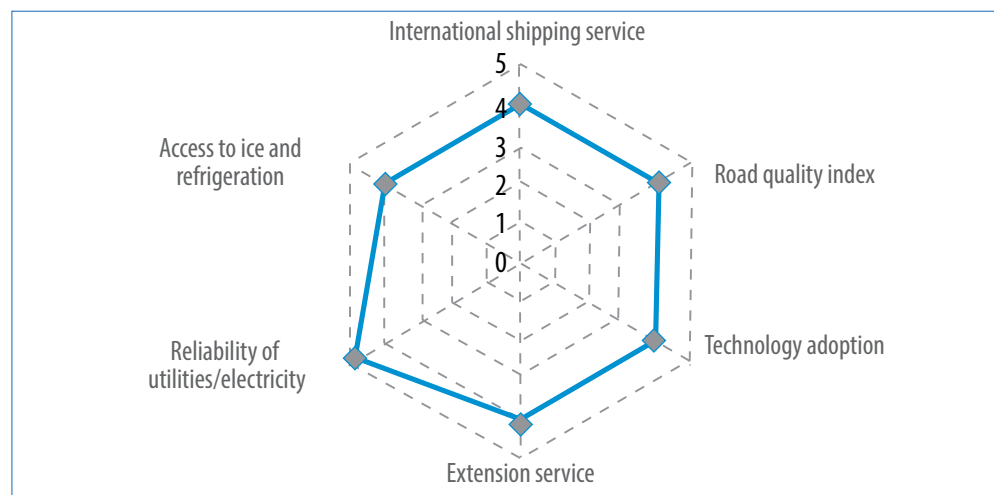 International shipping service
5
4
3
2
1
0
Road quality index
Technology adoption
Extension service
Reliability of
utilities/electricity
Access to ice and
refrigeration